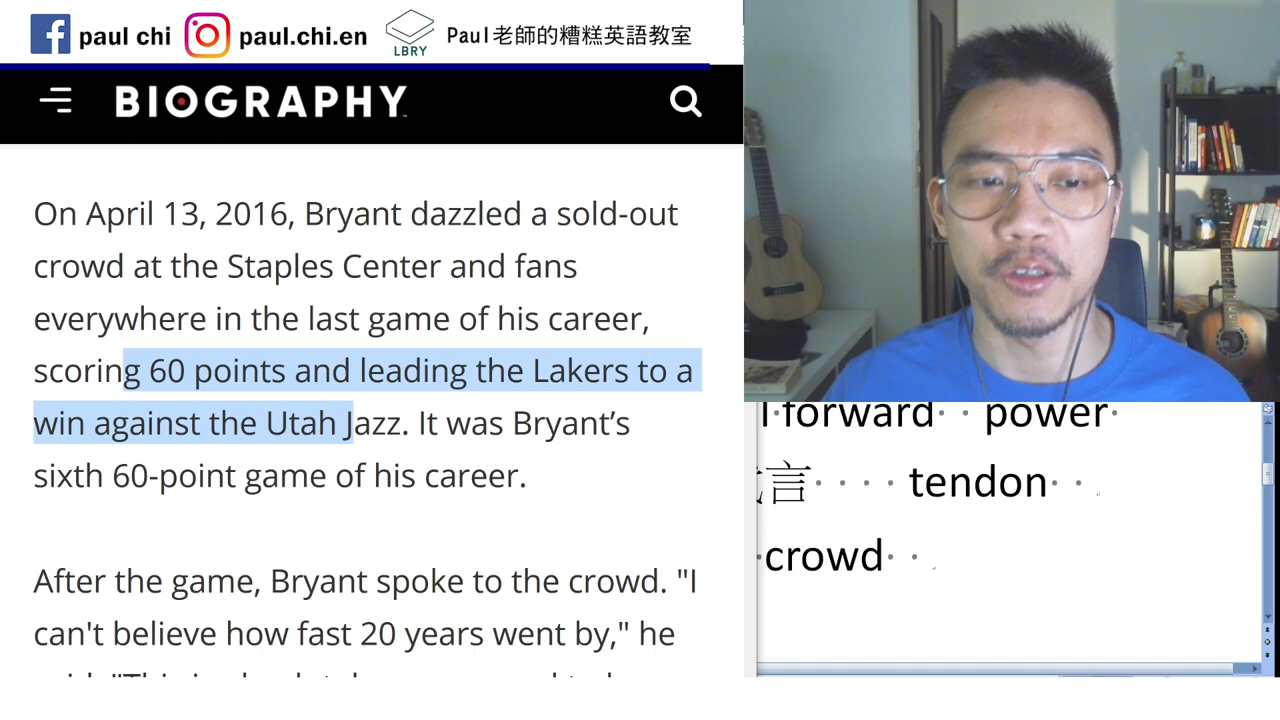 paul chi paul.chi.en LBRY Paul老師的糟糕英語教室
BIOGRAPHY
On April 13, 2016, Bryant dazzled a sold-out
crowd at the Staples Center and fans
everywhere in the last game of his career,
scoring 60 points and leading the Lakers to a
win against the Utah Jazz. It was Bryant’s
sixth 60-point game of his career.
After the game, Bryant spoke to the crowd. "I
can't believe how fast 20 years went by," he
forward power
言 tendon
crowd